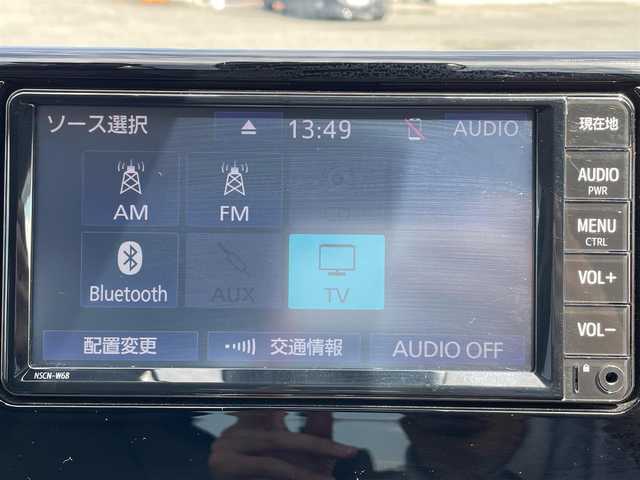 ソース選択
13:49
AUDIO
AM
FM
CD
Bluetooth
AUX
TV
配置変更
交通情報
AUDIO OFF
NSCN-W68
現在地
AUDIO
PWR
MENU
CTRL
VOL+
VOL−